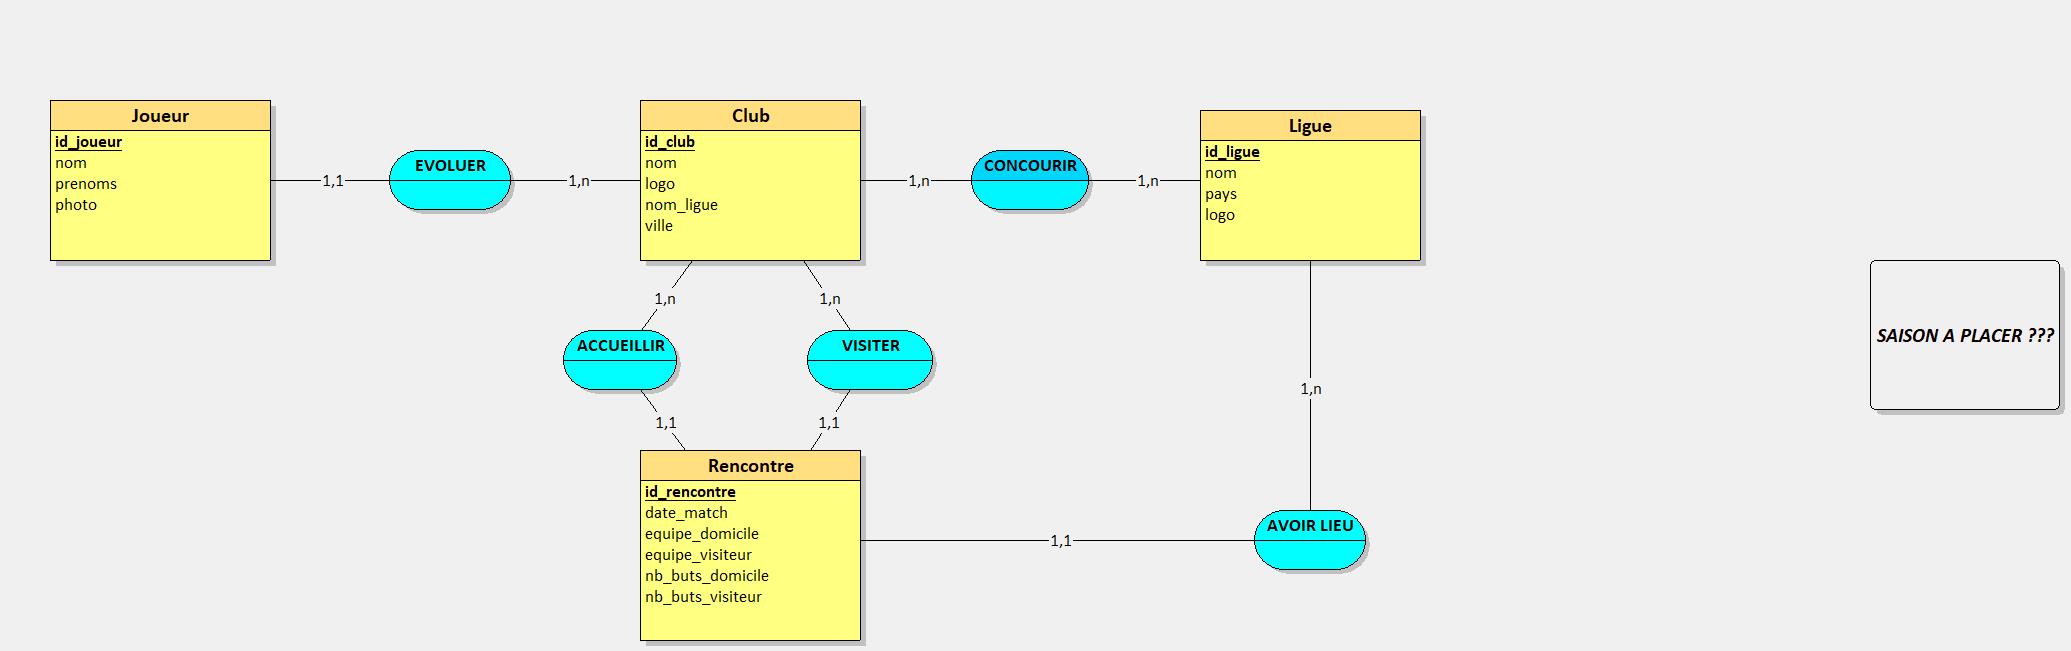 Joueur
id_joueur
nom
prenoms
photo
1,1
EVOLUER
1,n
Club
id_club
nom
logo
nom_ligue
ville
1,n
CONCOURIR
1,n
Ligue
id_ligue
nom
pays
logo
SAISON A PLACER ???
1,n
1,n
ACCUEILLIR
VISITER
1,n
1,1
1,1
Rencontre
id_rencontre
date_match
equipe_domicile
equipe_visiteur
nb_buts_domicile
nb_buts_visiteur
1,1
AVOIR LIEU